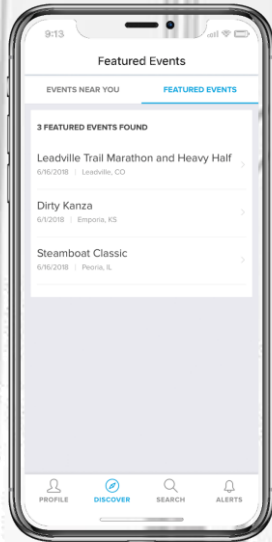 9:13
Featured Events
EVENTS NEAR YOU FEATURED EVENTS
3 FEATURED EVENTS FOUND
Leadville Trail Marathon and Heavy Half
6/16/2018 | Leadville, CO
Dirty Kanza
6/1/2018 | Emporia, KS
Steamboat Classic
6/16/2018 | Peoria, IL
PROFILE DISCOVER SEARCH ALERTS